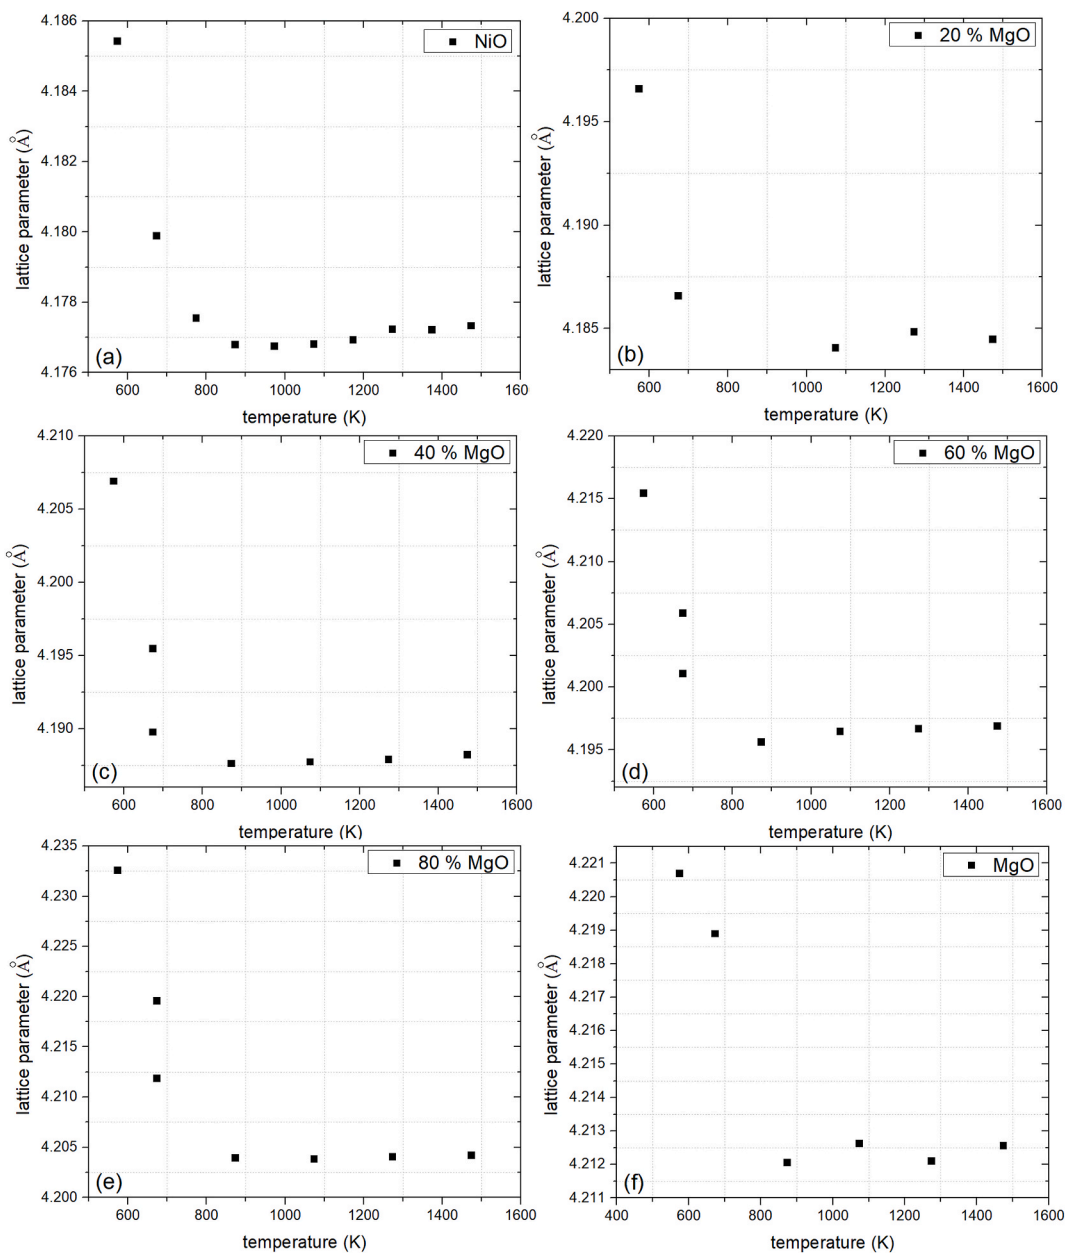 4.186
NiO
4.184
4.182
4.180
4.178
4.176
lattice parameter (Å)
(a)
600 800 1000 1200 1400 1600
temperature (K)
4.200
20 % MgO
4.195
4.190
4.185
lattice parameter (Å)
(b)
600 800 1000 1200 1400 1600
temperature (K)
4.210
40 % MgO
4.205
4.200
4.195
4.190
lattice parameter (Å)
(c)
600 800 1000 1200 1400 1600
temperature (K)
4.220
60 % MgO
4.215
4.210
4.205
4.200
4.195
lattice parameter (Å)
(d)
600 800 1000 1200 1400 1600
temperature (K)
4.235
80 % MgO
4.230
4.225
4.220
4.215
4.210
4.205
4.200
lattice parameter (Å)
(e)
600 800 1000 1200 1400 1600
temperature (K)
4.221
MgO
4.220
4.219
4.218
4.217
4.216
4.215
4.214
4.213
4.212
4.211
lattice parameter (Å)
(f)
400 600 800 1000 1200 1400 1600
temperature (K)